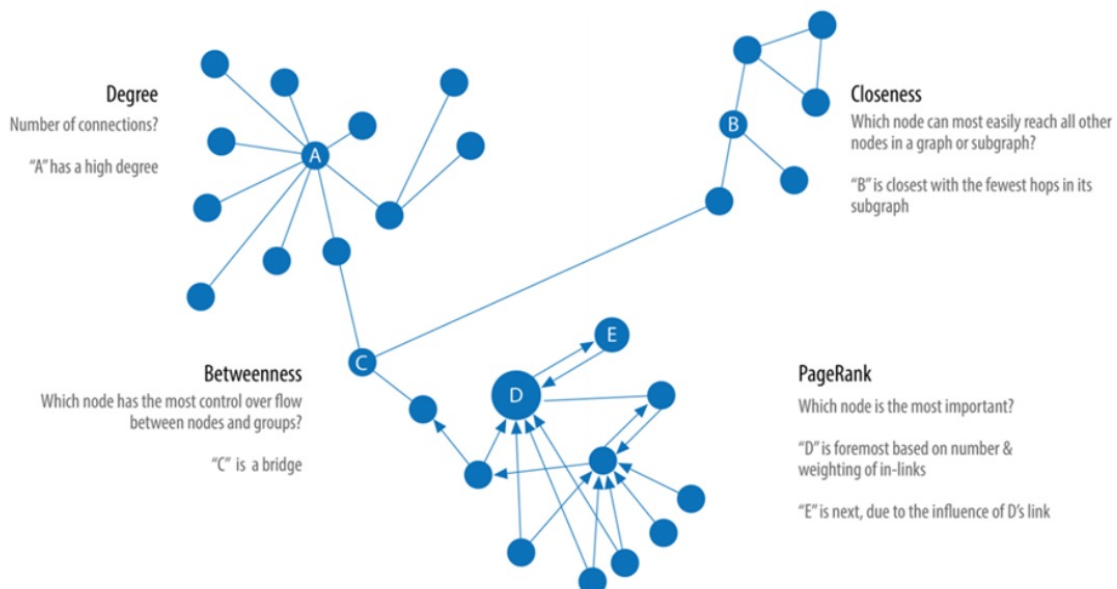 Degree
Number of connections?
“A” has a high degree
A
B
Closeness
Which node can most easily reach all other
nodes in a graph or subgraph?
“B” is closest with the fewest hops in its
subgraph
C
Betweenness
Which node has the most control over flow
between nodes and groups?
“C” is a bridge
D
E
PageRank
Which node is the most important?
“D” is foremost based on number &
weighting of in-links
“E” is next, due to the influence of D’s link